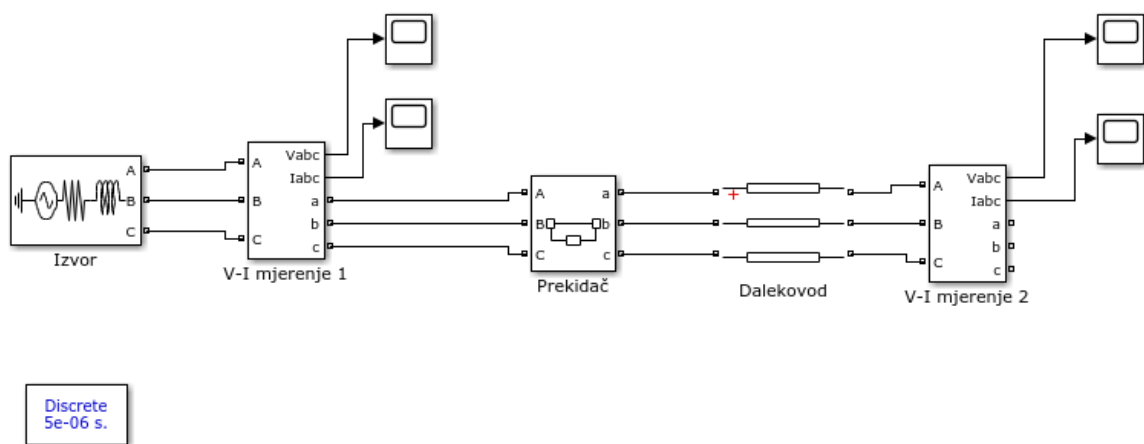 Vabc
Iabc
A
A
a
B
B
b
C
C
c
Izvor
V-I mjerenje 1
A
a
B
b
C
c
Prekidač
Dalekovod
Vabc
A
Iabc
B
a
b
C
c
V-I mjerenje 2
Discrete
5e-06 s.